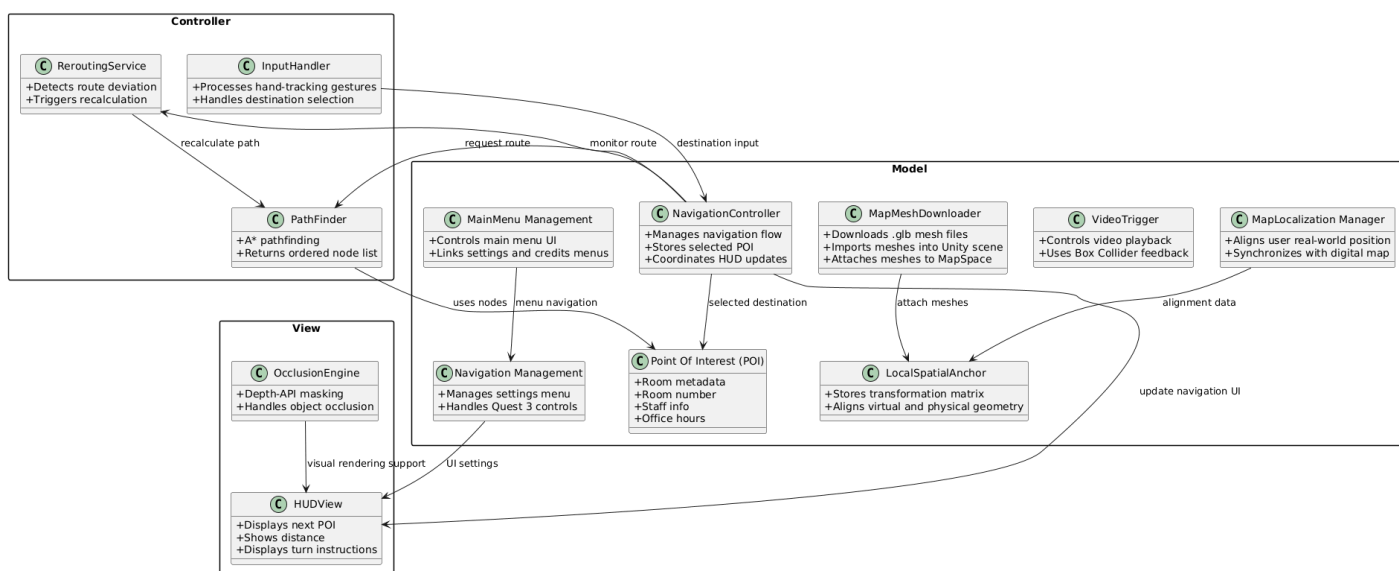 Controller
C ReroutingService
+Detects route deviation
+Triggers recalculation
C InputHandler
+Processes hand-tracking gestures
+Handles destination selection
recalculate path
request route
monitor route
destination input
C PathFinder
+A* pathfinding
+Returns ordered node list
Model
C MainMenu Management
+Controls main menu UI
+Links settings and credits menus
C NavigationController
+Manages navigation flow
+Stores selected POI
+Coordinates HUD updates
C MapMeshDownloader
+Downloads .glb mesh files
+Imports meshes into Unity scene
+Attaches meshes to MapSpace
C VideoTrigger
+Controls video playback
+Uses Box Collider feedback
C MapLocalization Manager
+Aligns user real-world position
+Synchronizes with digital map
uses nodes
menu navigation
selected destination
attach meshes
alignment data
View
C OcclusionEngine
+Depth-API masking
+Handles object occlusion
C Navigation Management
+Manages settings menu
+Handles Quest 3 controls
C Point Of Interest (POI)
+Room metadata
+Room number
+Staff info
+Office hours
C LocalSpatialAnchor
+Stores transformation matrix
+Aligns virtual and physical geometry
update navigation UI
visual rendering support
UI settings
C HUDView
+Displays next POI
+Shows distance
+Displays turn instructions